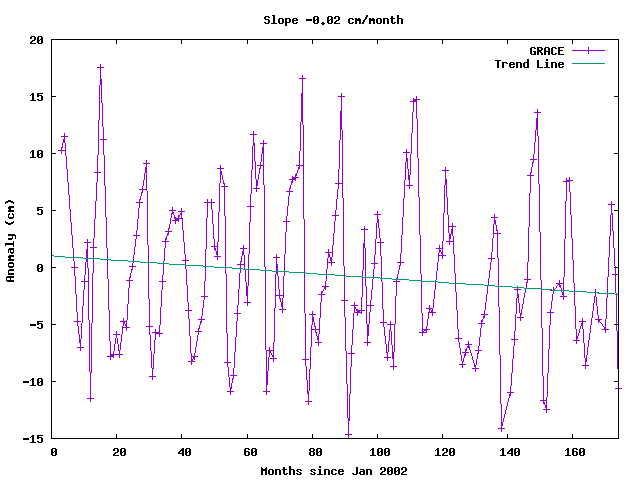 Slope -0.02 cm/month
GRACE
Trend Line
20
15
10
5
0
-5
-10
-15
Anomaly (cm)
0 20 40 60 80 100 120 140 160
Months since Jan 2002